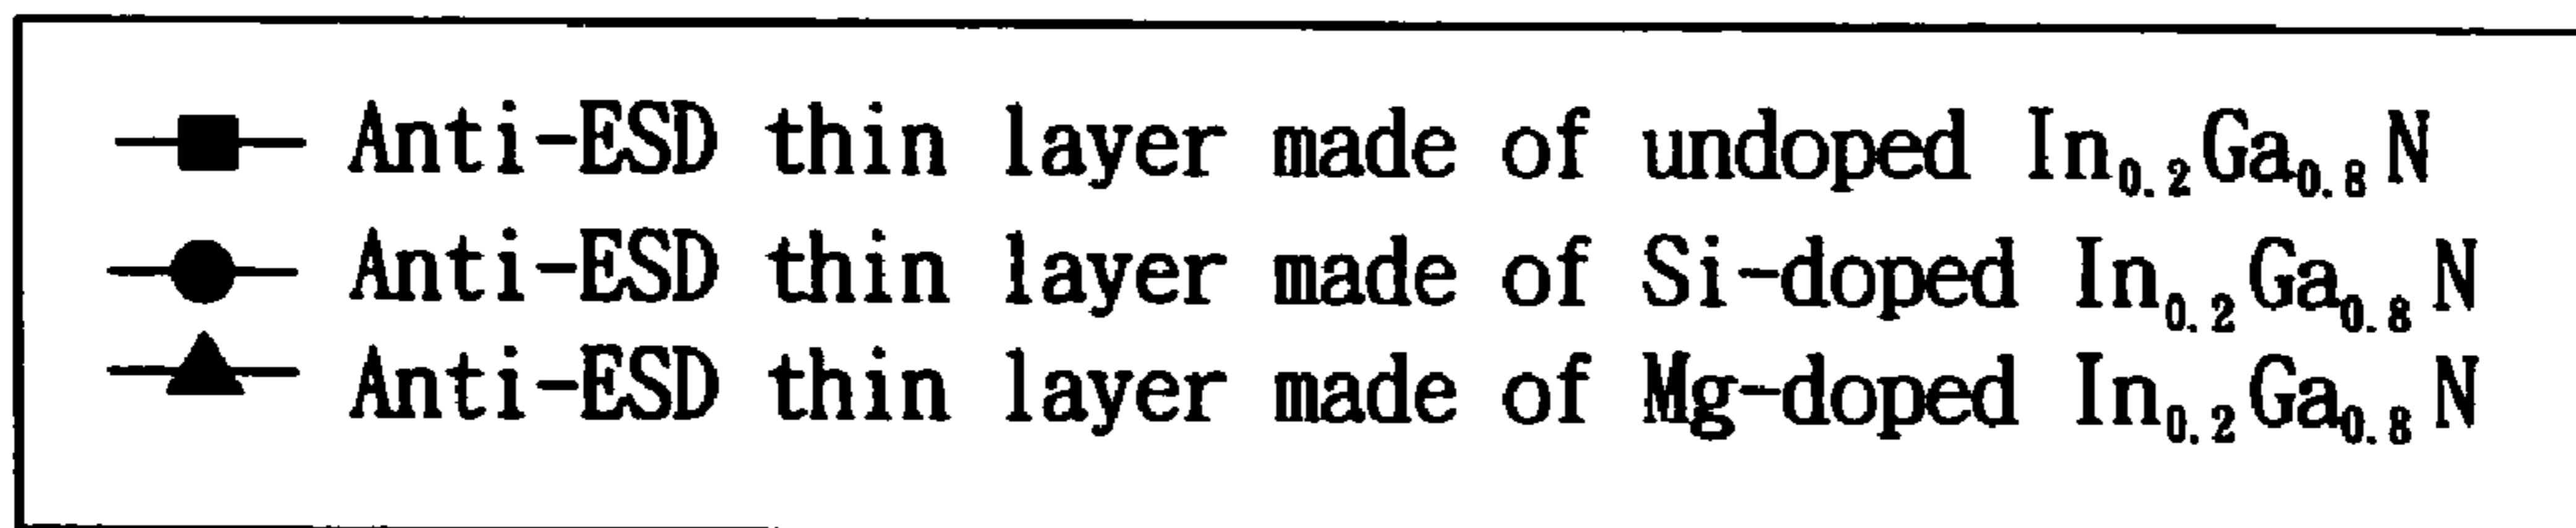 Anti-ESD thin layer made of undoped In₀.₂Ga₀.₈N
Anti-ESD thin layer made of Si-doped In₀.₂Ga₀.₈N
Anti-ESD thin layer made of Mg-doped In₀.₂Ga₀.₈N